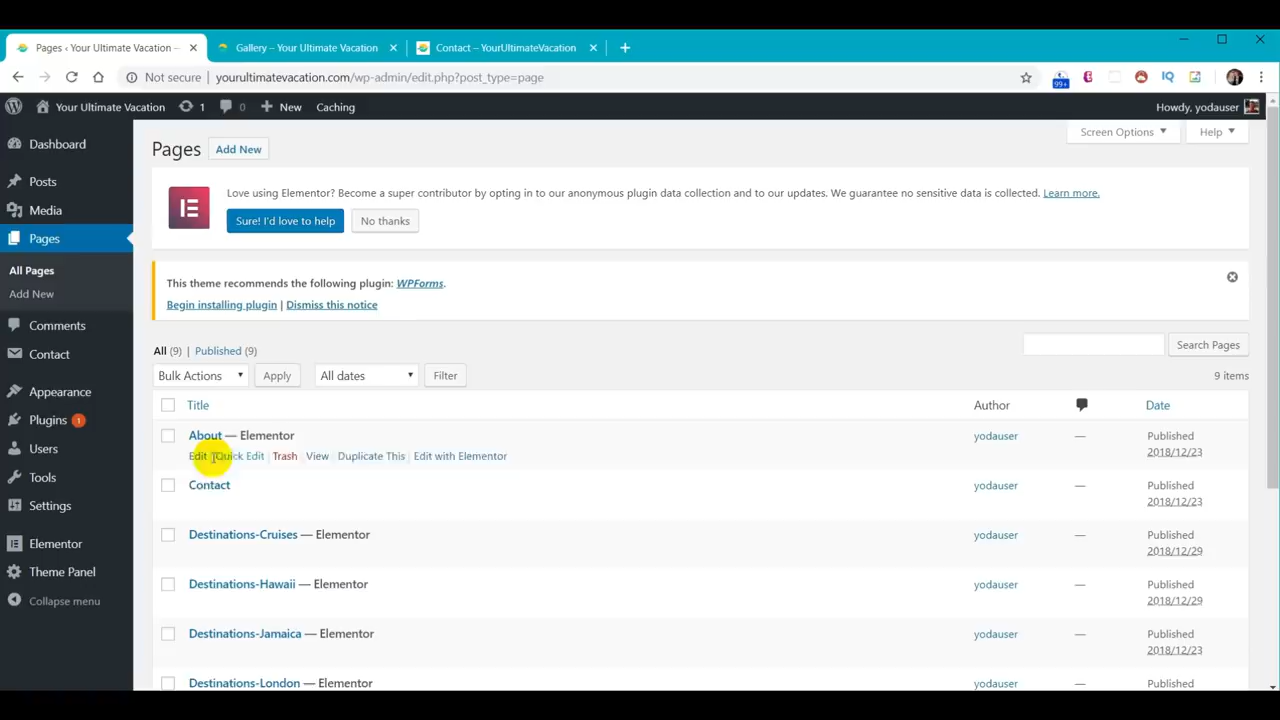 Pages ‹ Your Ultimate Vacation —
Gallery – Your Ultimate Vacation
Contact – YourUltimateVacation
Not secure
yourultimatevacation.com/wp-admin/edit.php?post_type=page
99+
IQ
Your Ultimate Vacation
1
0
New
Caching
Howdy, yodauser
Dashboard
Posts
Media
Pages
All Pages
Add New
Comments
Contact
Appearance
Plugins 1
Users
Tools
Settings
Elementor
Theme Panel
Collapse menu
Screen Options
Help
Pages
Add New
Love using Elementor? Become a super contributor by opting in to our anonymous plugin data collection and to our updates. We guarantee no sensitive data is collected. Learn more.
Sure! I'd love to help
No thanks
This theme recommends the following plugin: WPForms.
Begin installing plugin | Dismiss this notice
All (9) | Published (9)
Search Pages
Bulk Actions
Apply
All dates
Filter
9 items
Title
Author
Date
About — Elementor
yodauser
—
Published
2018/12/23
Edit | Quick Edit | Trash | View | Duplicate This | Edit with Elementor
Contact
yodauser
—
Published
2018/12/23
Destinations-Cruises — Elementor
yodauser
—
Published
2018/12/29
Destinations-Hawaii — Elementor
yodauser
—
Published
2018/12/29
Destinations-Jamaica — Elementor
yodauser
—
Published
2018/12/23
Destinations-London — Elementor
yodauser
—
Published